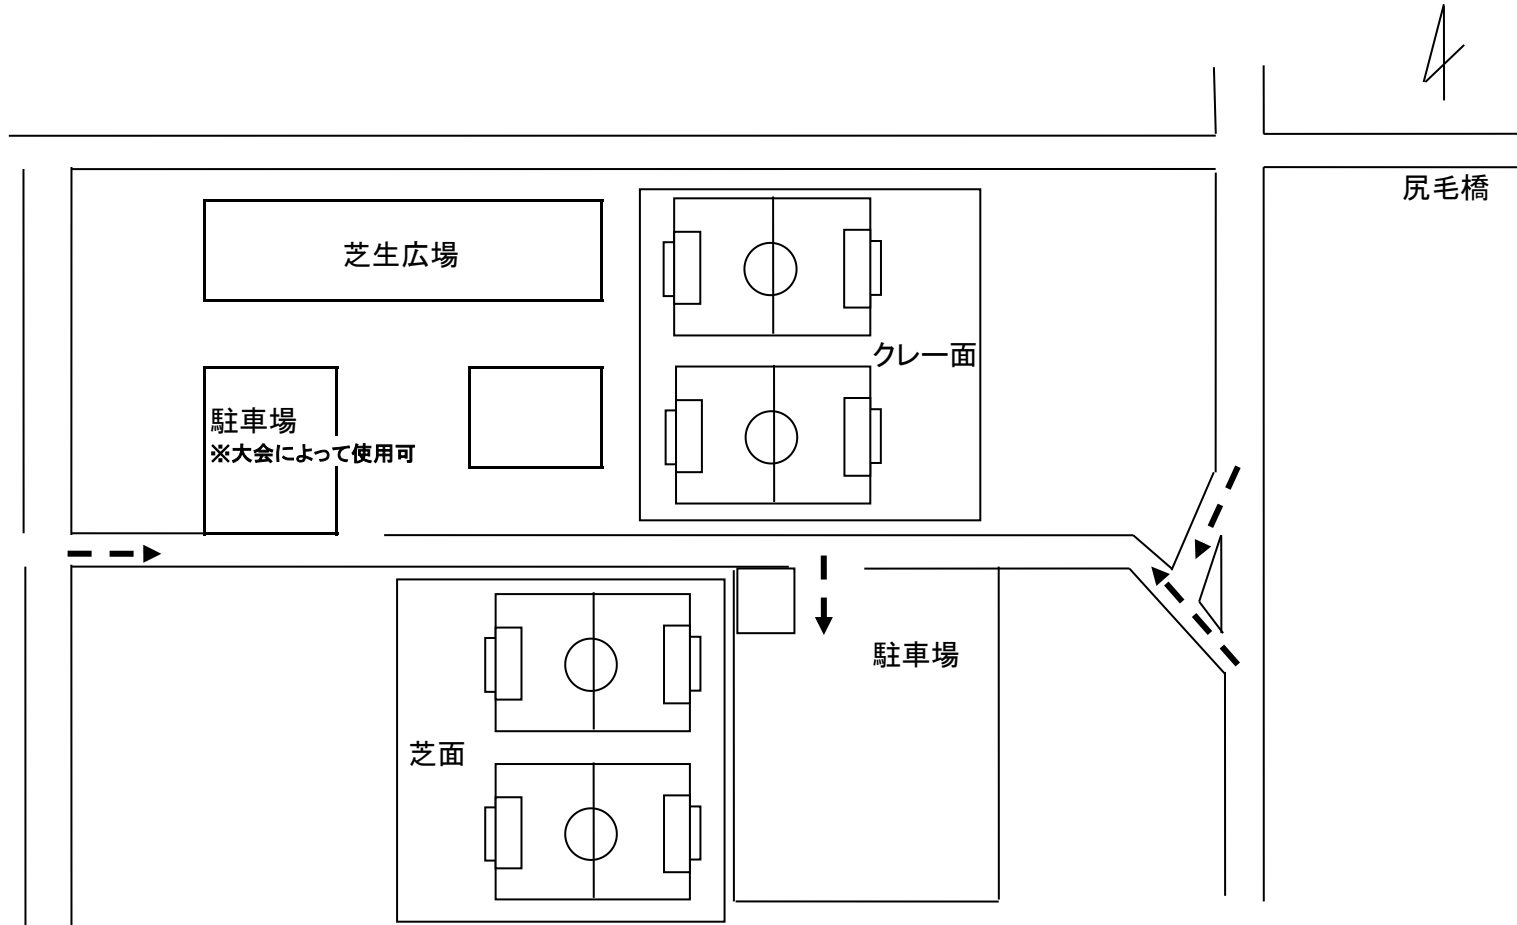 尻毛橋
芝生広場
クレー面
駐車場
※大会によって使用可
駐車場
芝面